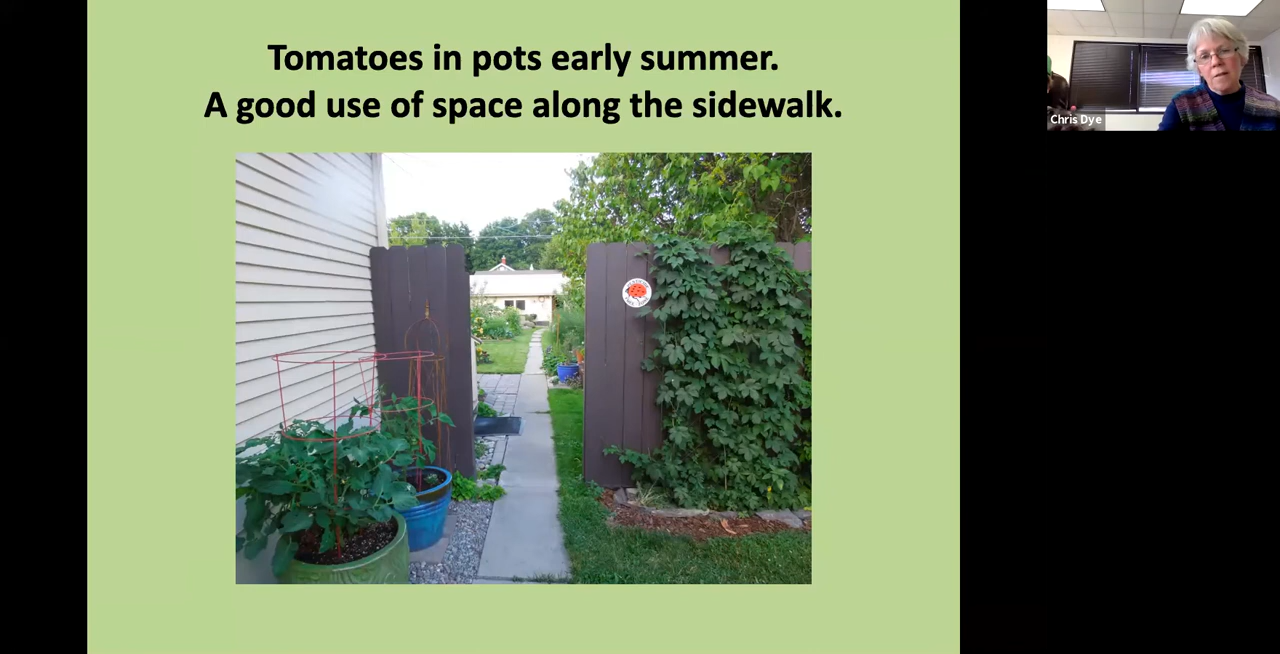 Tomatoes in pots early summer.
A good use of space along the sidewalk.
Chris Dye